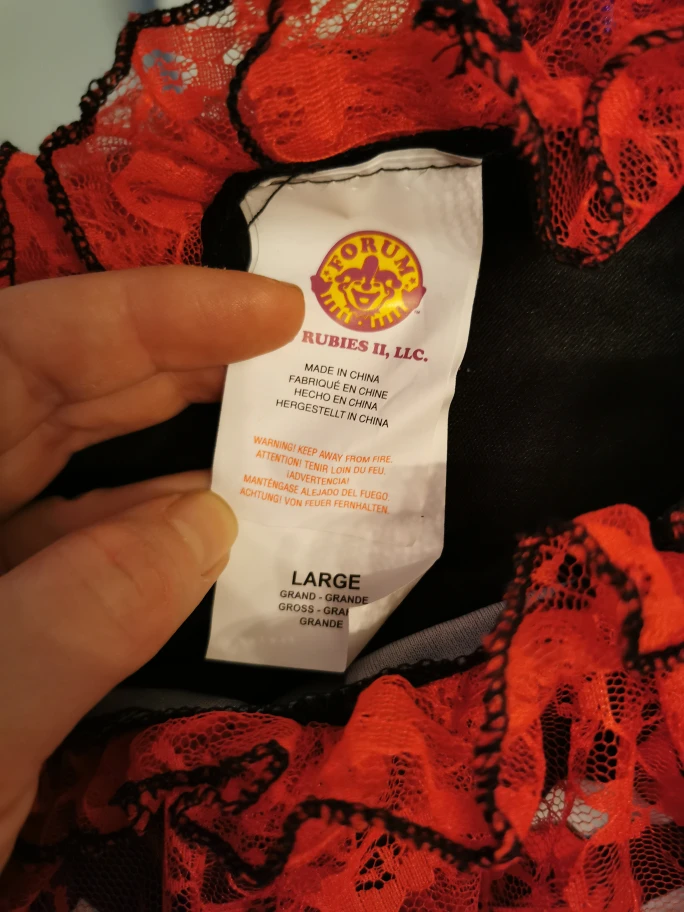 FORUM
RUBIES II, LLC.
MADE IN CHINA
FABRIQUÉ EN CHINE
HECHO EN CHINA
HERGESTELLT IN CHINA
WARNING! KEEP AWAY FROM FIRE.
ATTENTION! TENIR LOIN DU FEU.
¡ADVERTENCIA!
MANTÉNGASE ALEJADO DEL FUEGO.
ACHTUNG! VON FEUER FERNHALTEN.
LARGE
GRAND - GRANDE
GROSS -
GRANDE